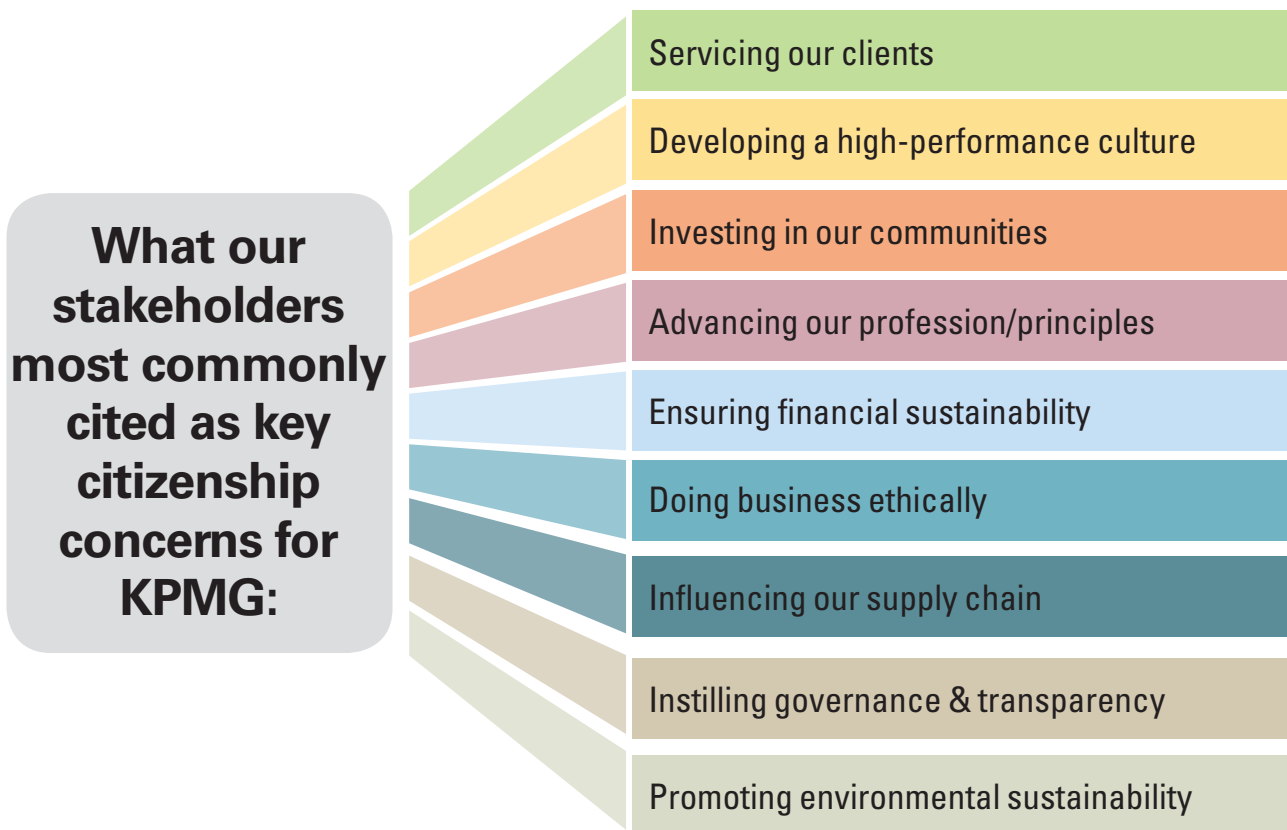 What our
stakeholders
most commonly
cited as key
citizenship
concerns for
KPMG:
Servicing our clients
Developing a high-performance culture
Investing in our communities
Advancing our profession/principles
Ensuring financial sustainability
Doing business ethically
Influencing our supply chain
Instilling governance & transparency
Promoting environmental sustainability